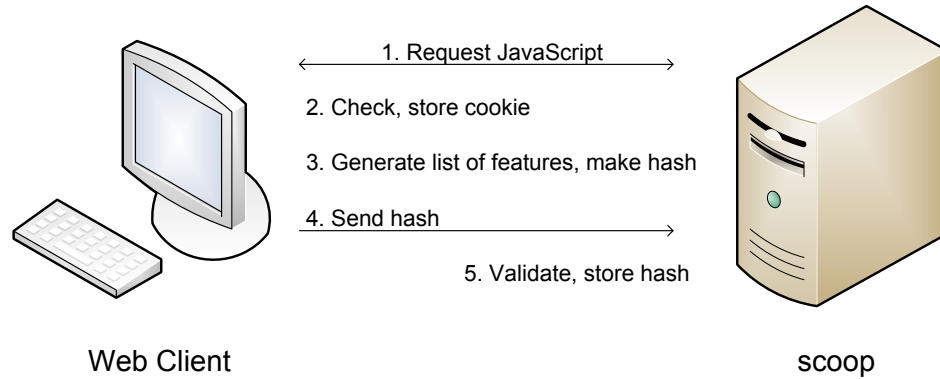 1. Request JavaScript
2. Check, store cookie
3. Generate list of features, make hash
4. Send hash
5. Validate, store hash
Web Client
scoop